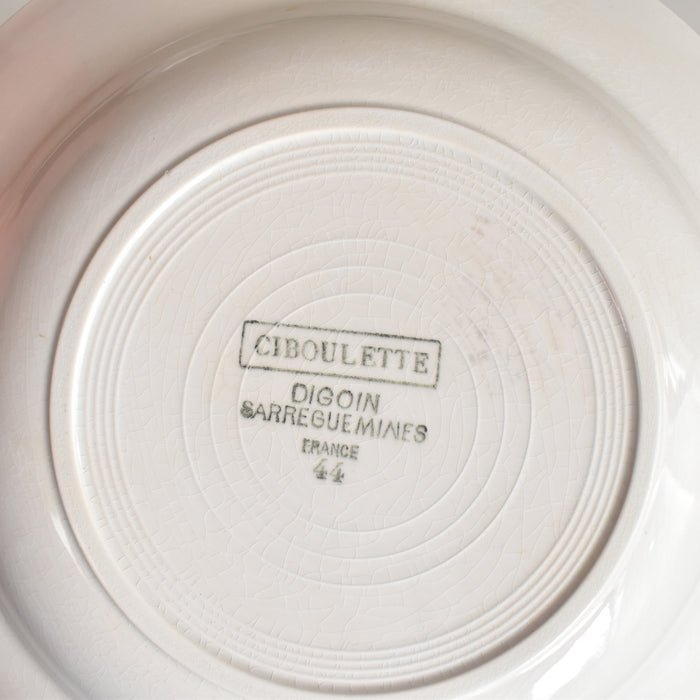 CIBOULETTE
DIGOIN
SARREGUEMINES
FRANCE
44